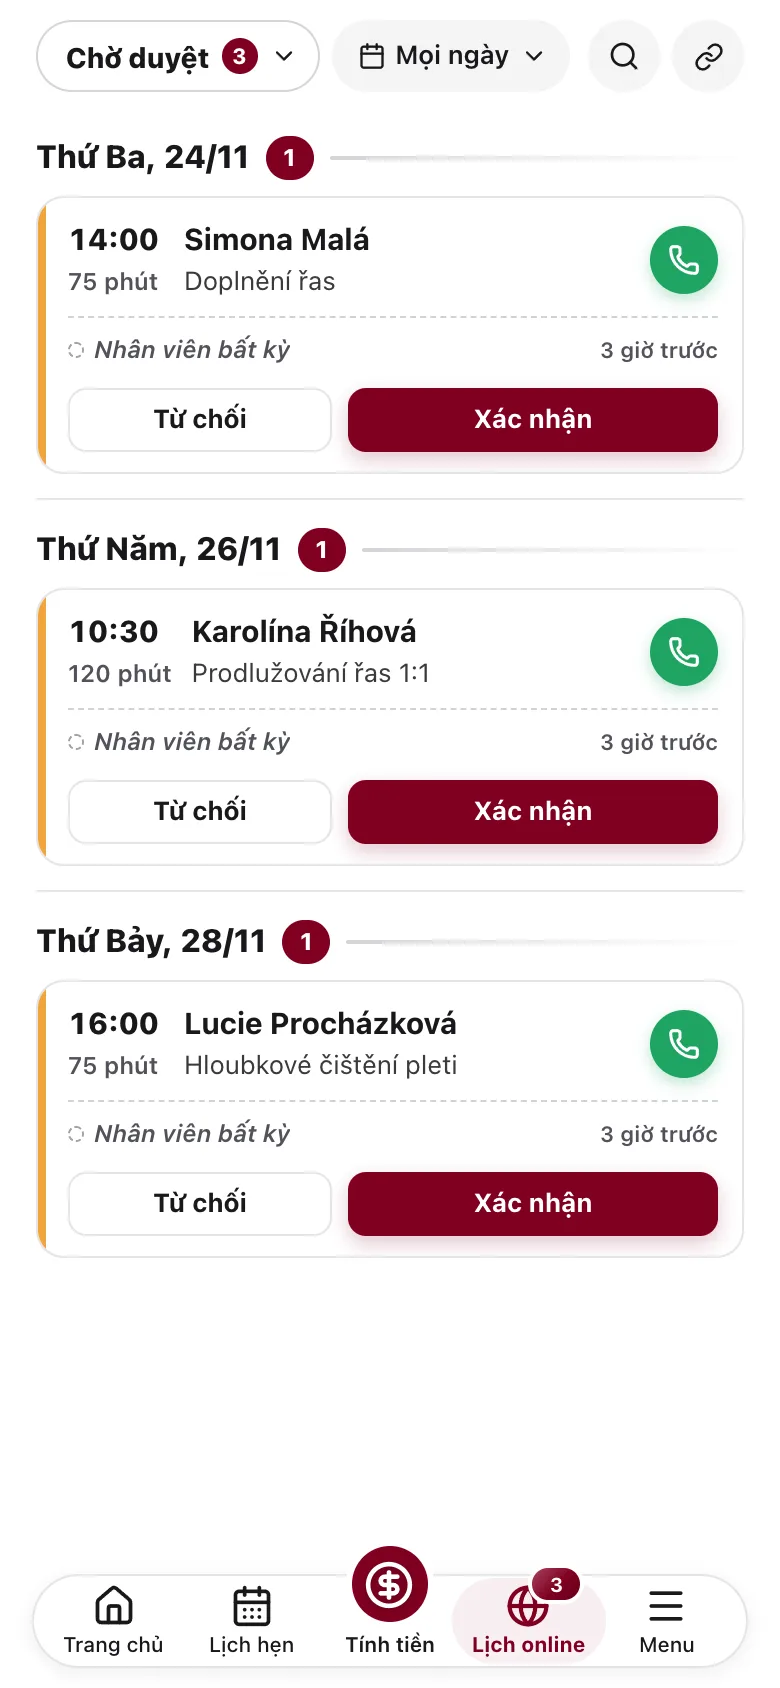 Chờ duyệt 3
Mọi ngày
Thứ Ba, 24/11 1
14:00 Simona Malá
75 phút Doplnění řas
Nhân viên bất kỳ 3 giờ trước
Từ chối Xác nhận
Thứ Năm, 26/11 1
10:30 Karolína Říhová
120 phút Prodlužování řas 1:1
Nhân viên bất kỳ 3 giờ trước
Từ chối Xác nhận
Thứ Bảy, 28/11 1
16:00 Lucie Procházková
75 phút Hloubkové čištění pleti
Nhân viên bất kỳ 3 giờ trước
Từ chối Xác nhận
3
Trang chủ Lịch hẹn Tính tiền Lịch online Menu